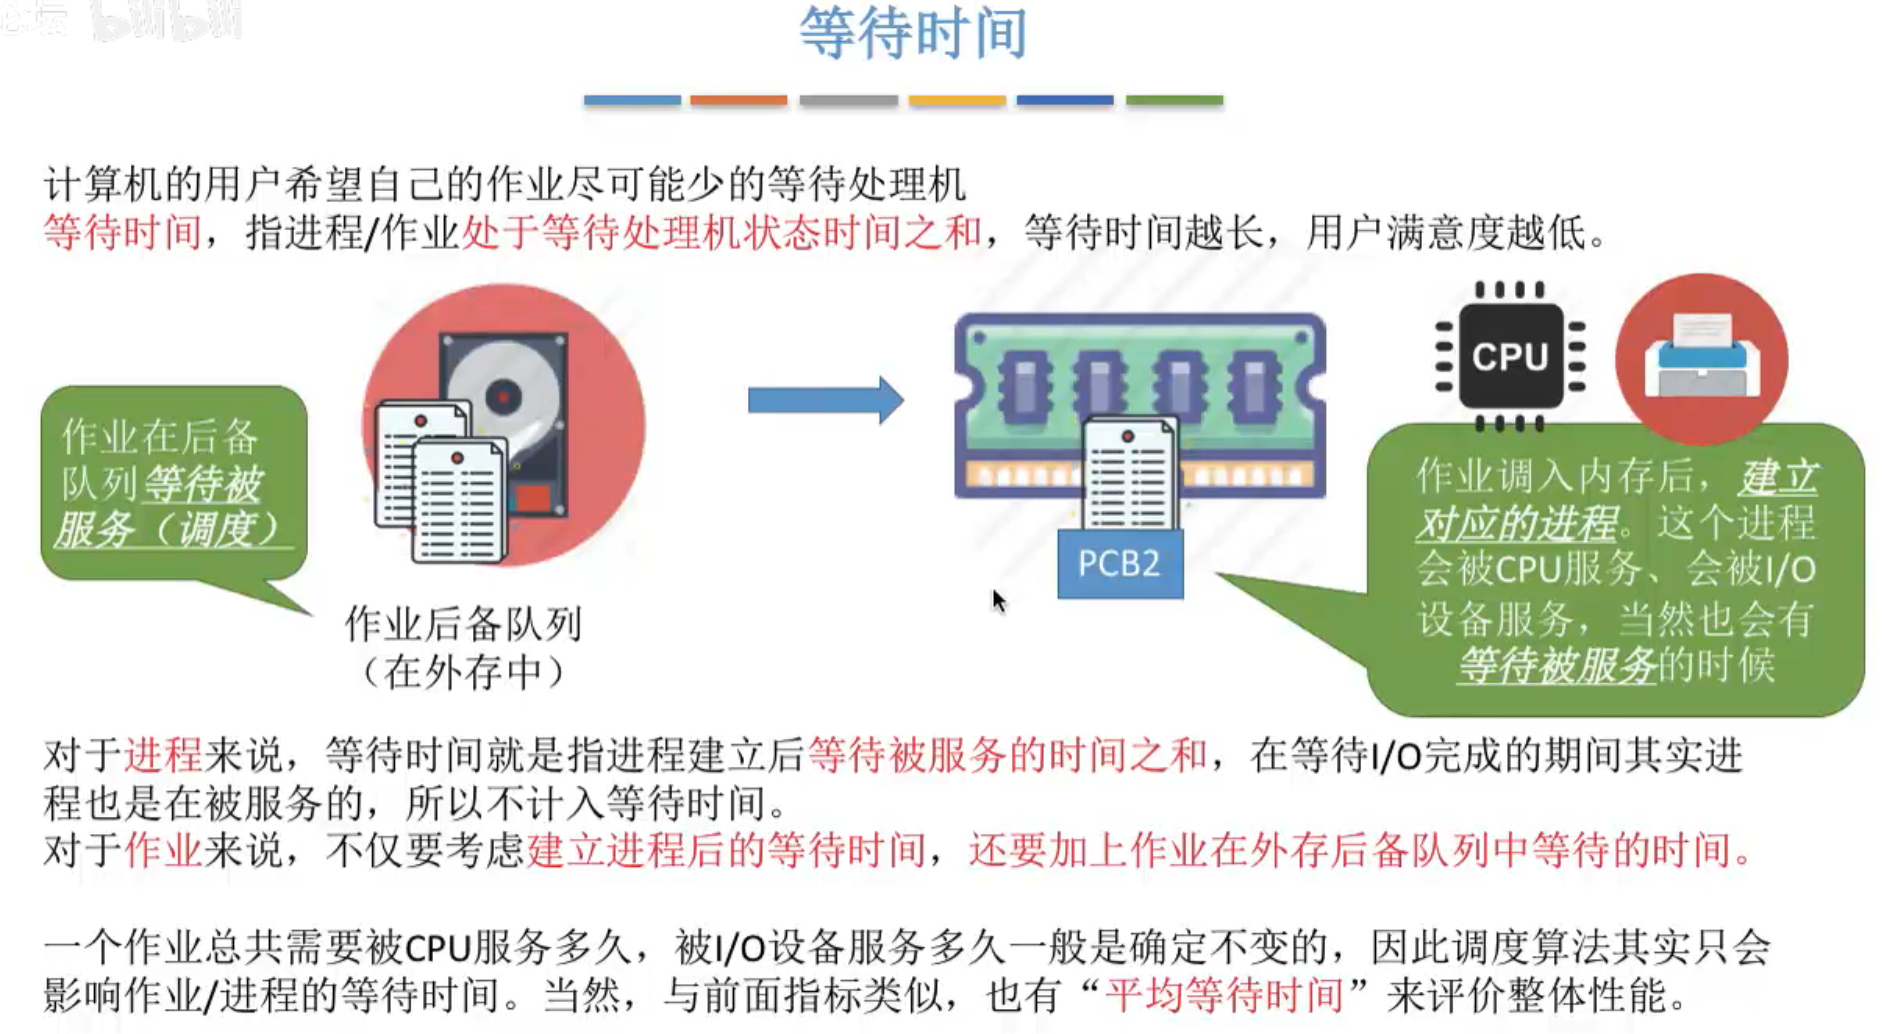 bilibili
等待时间
计算机的用户希望自己的作业尽可能少的等待处理机
等待时间，指进程/作业处于等待处理机状态时间之和，等待时间越长，用户满意度越低。
作业在后备
队列等待被
服务（调度）
作业后备队列
（在外存中）
PCB2
CPU
作业调入内存后，建立
对应的进程。这个进程
会被CPU服务、会被I/O
设备服务，当然也会有
等待被服务的时候
对于进程来说，等待时间就是指进程建立后等待被服务的时间之和，在等待I/O完成的期间其实进
程也是在被服务的，所以不计入等待时间。
对于作业来说，不仅要考虑建立进程后的等待时间，还要加上作业在外存后备队列中等待的时间。
一个作业总共需要被CPU服务多久，被I/O设备服务多久一般是确定不变的，因此调度算法其实只会
影响作业/进程的等待时间。当然，与前面指标类似，也有“平均等待时间”来评价整体性能。